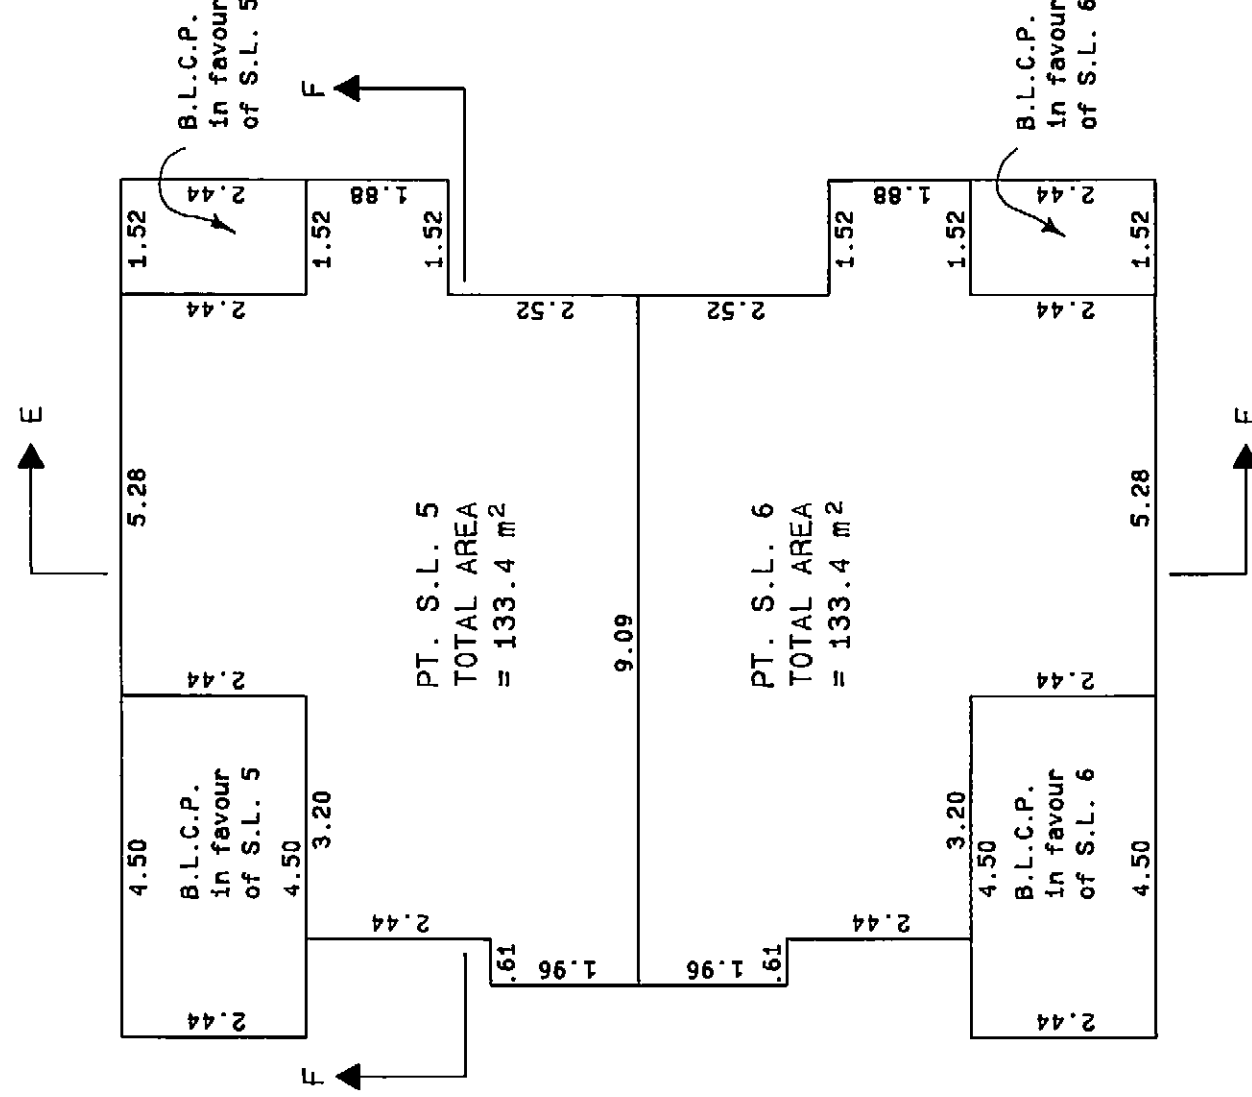 B.L.C.P.
in favour
of S.L. 5
F
E
1.52
2.44
2.44
1.52
1.88
1.52
2.52
5.28
2.44
4.50
B.L.C.P.
in favour
of S.L. 5
4.50
3.20
2.44
2.44
.61
1.96
F
PT. S.L. 5
TOTAL AREA
= 133.4 m²
9.09
PT. S.L. 6
TOTAL AREA
= 133.4 m²
2.52
1.52
1.88
1.52
2.44
2.44
1.52
B.L.C.P.
in favour
of S.L. 6
1.96
.61
2.44
3.20
4.50
B.L.C.P.
in favour
of S.L. 6
4.50
2.44
2.44
5.28